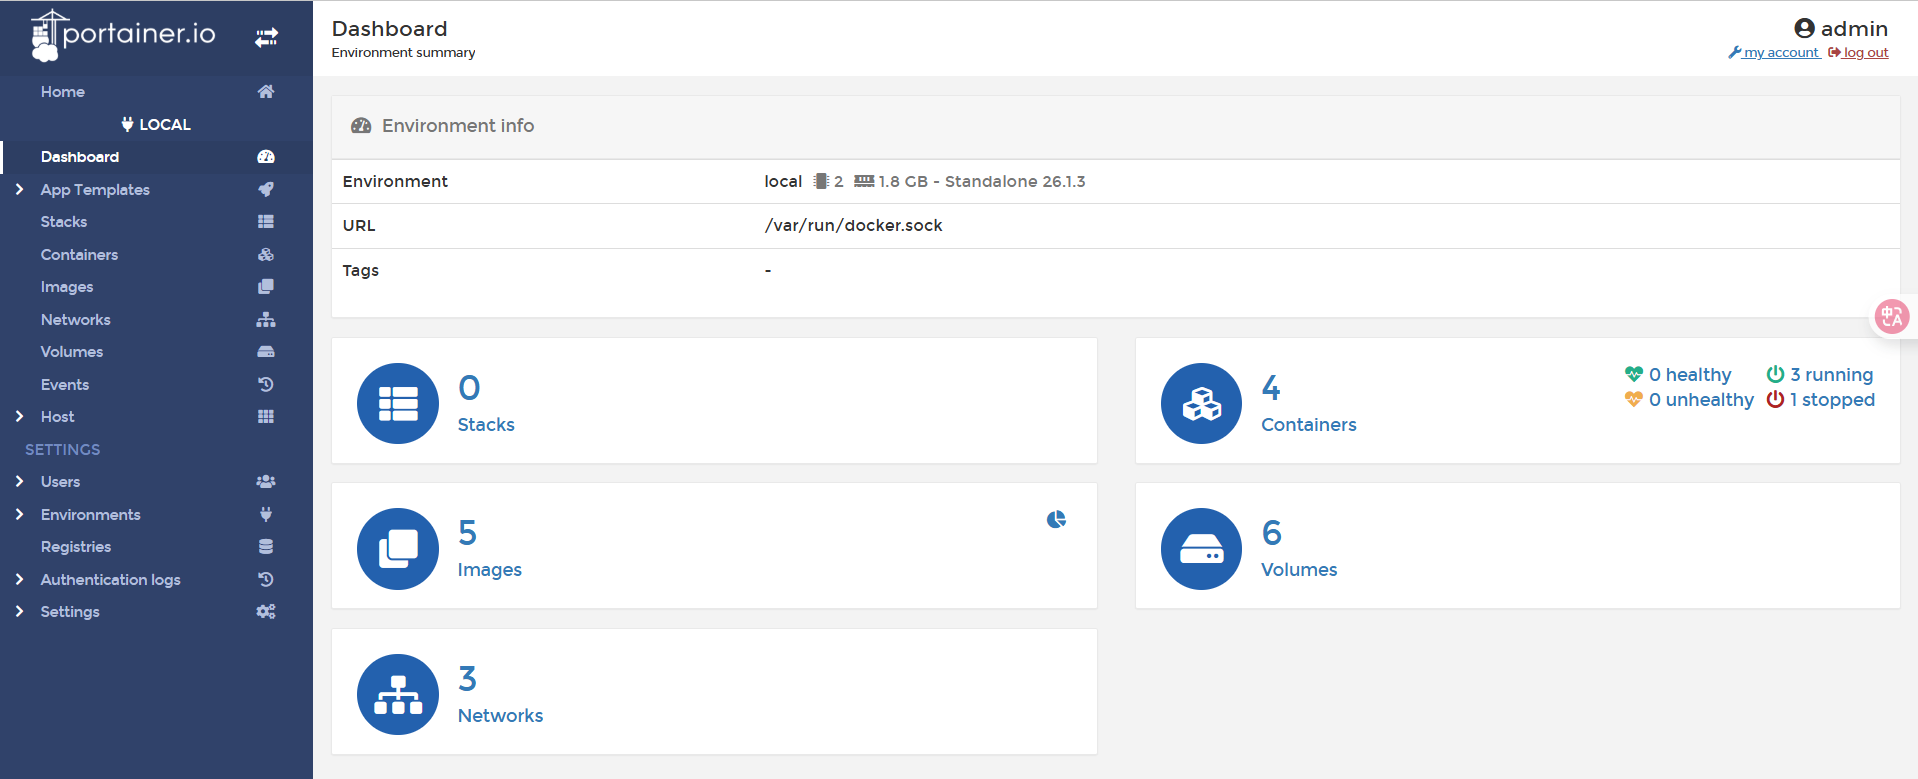 portainer.io
Home
LOCAL
Dashboard
App Templates
Stacks
Containers
Images
Networks
Volumes
Events
Host
SETTINGS
Users
Environments
Registries
Authentication logs
Settings
Dashboard
Environment summary
admin
my account log out
Environment info
Environment local 2 1.8 GB - Standalone 26.1.3
URL /var/run/docker.sock
Tags -
0
Stacks
4
Containers
0 healthy 3 running
0 unhealthy 1 stopped
5
Images
6
Volumes
3
Networks
中 A